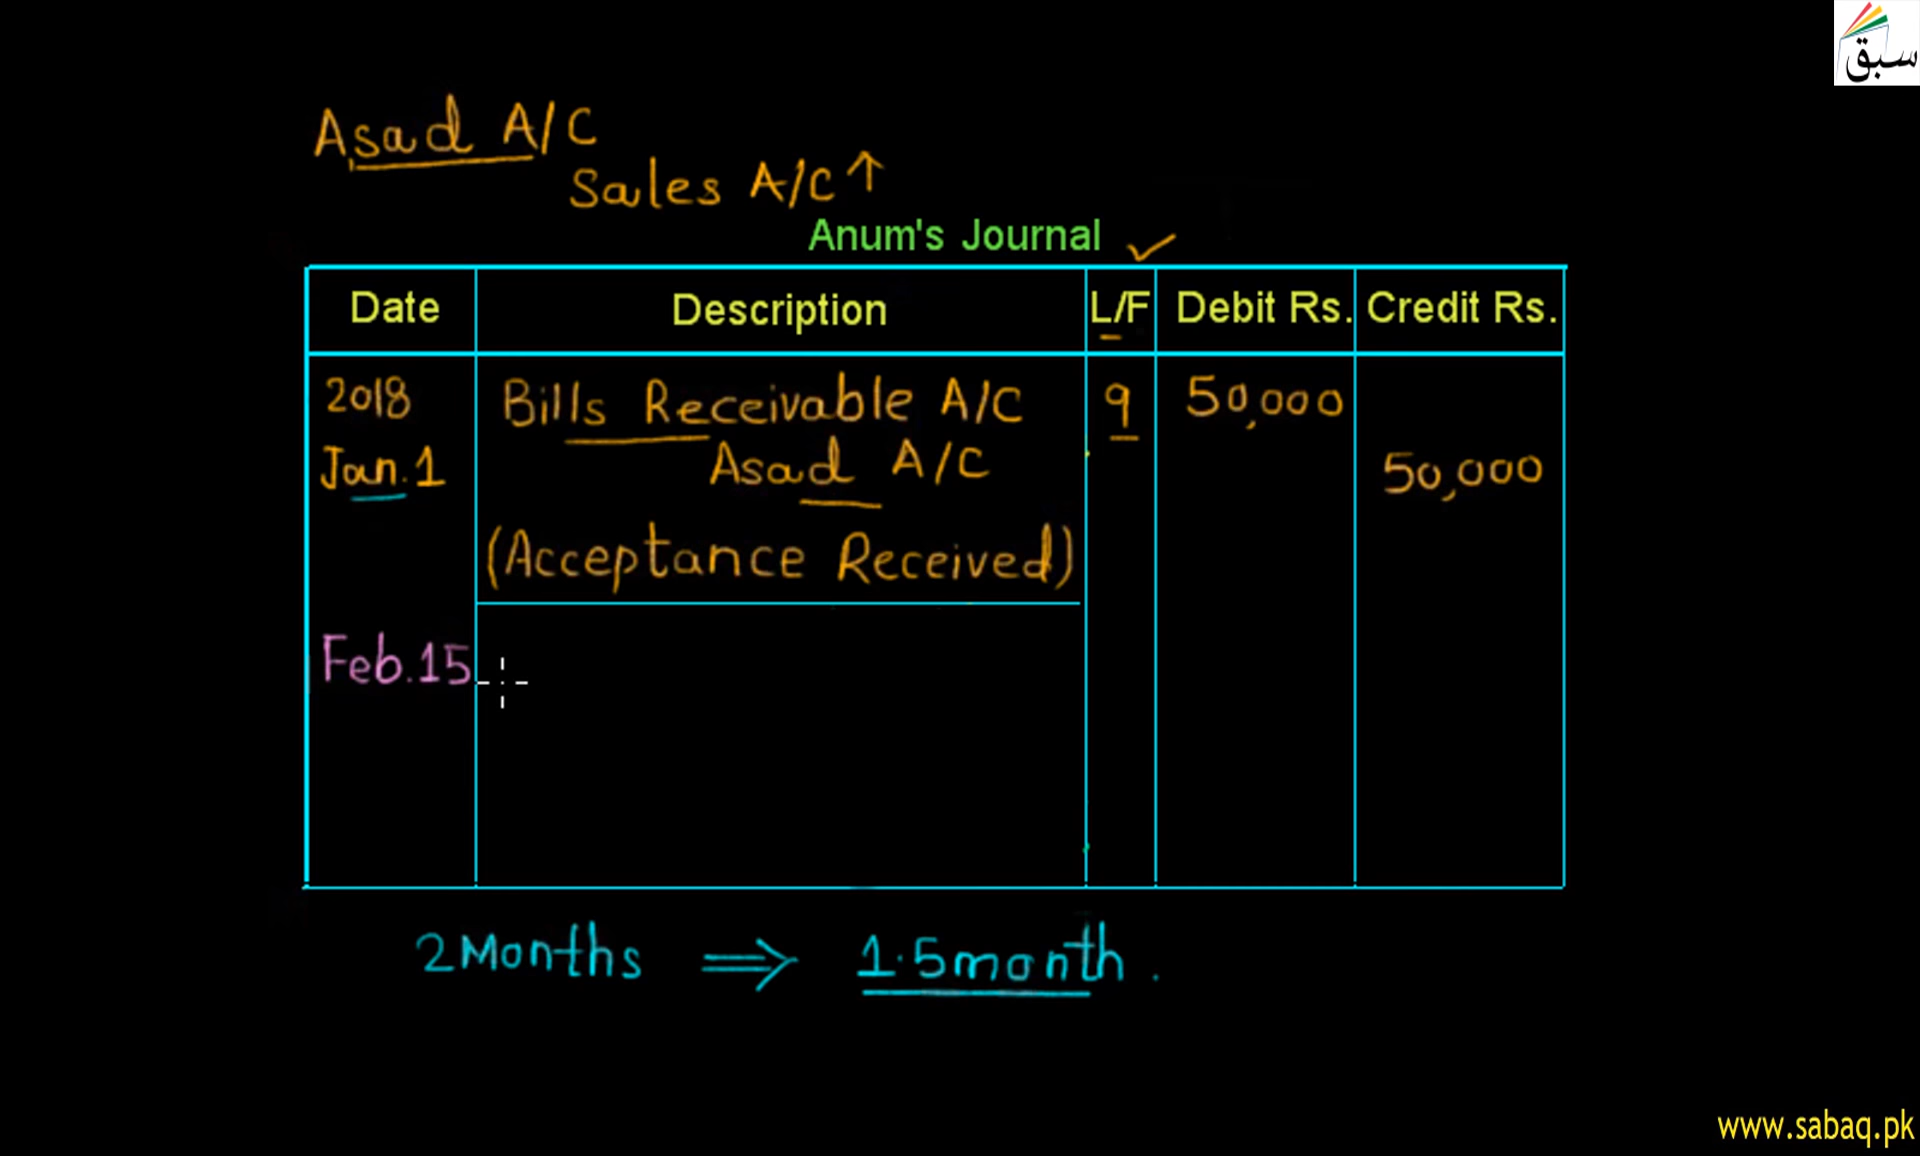 سبق
Asad A/C
Sales A/C↑
Anum's Journal ✓
Date Description L/F Debit Rs. Credit Rs.
2018 Bills Receivable A/C 9 50,000
Jan.1 Asad A/C 50,000
(Acceptance Received)
Feb.15
2 Months ⇒ 1.5 month.
www.sabaq.pk